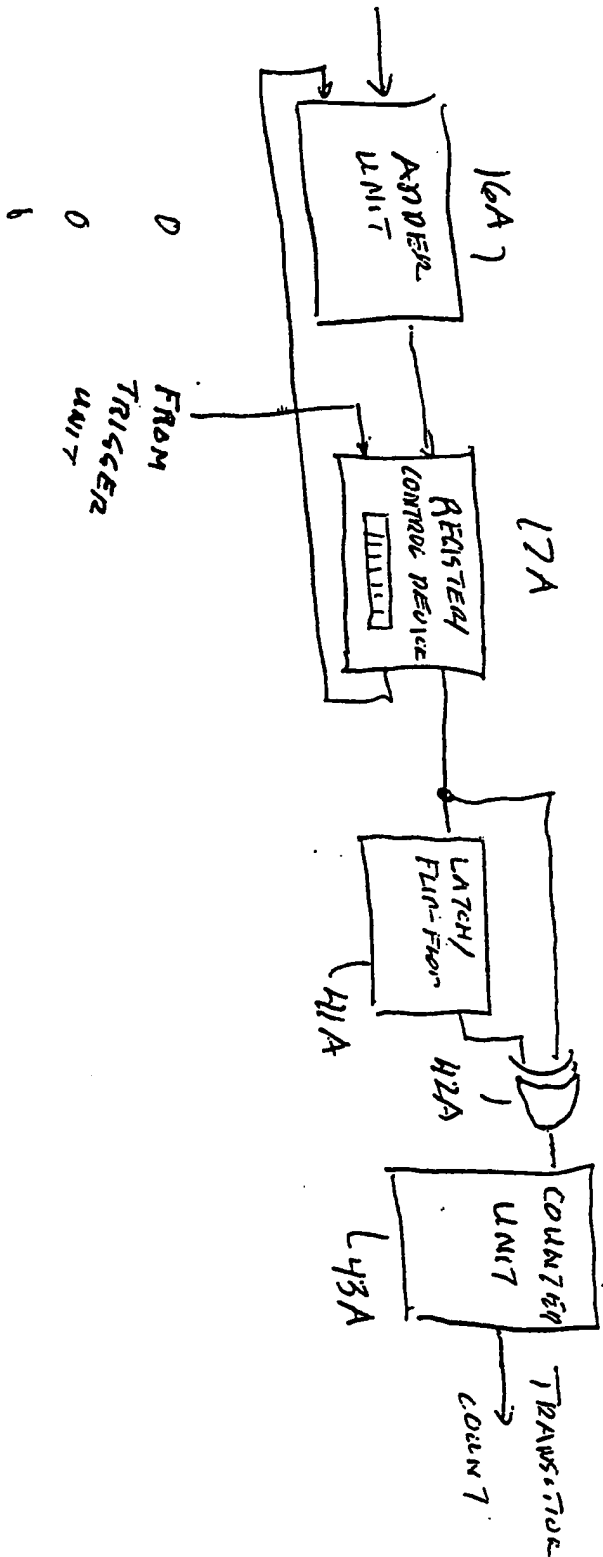 16A
ADDER
UNIT
FROM
TRIGGER
UNIT
17A
REGISTER/
CONTROL DEVICE
LATCH/
FLIP-FLOP
41A
42A
COUNTER
UNIT
43A
TRANSITION
COUNT